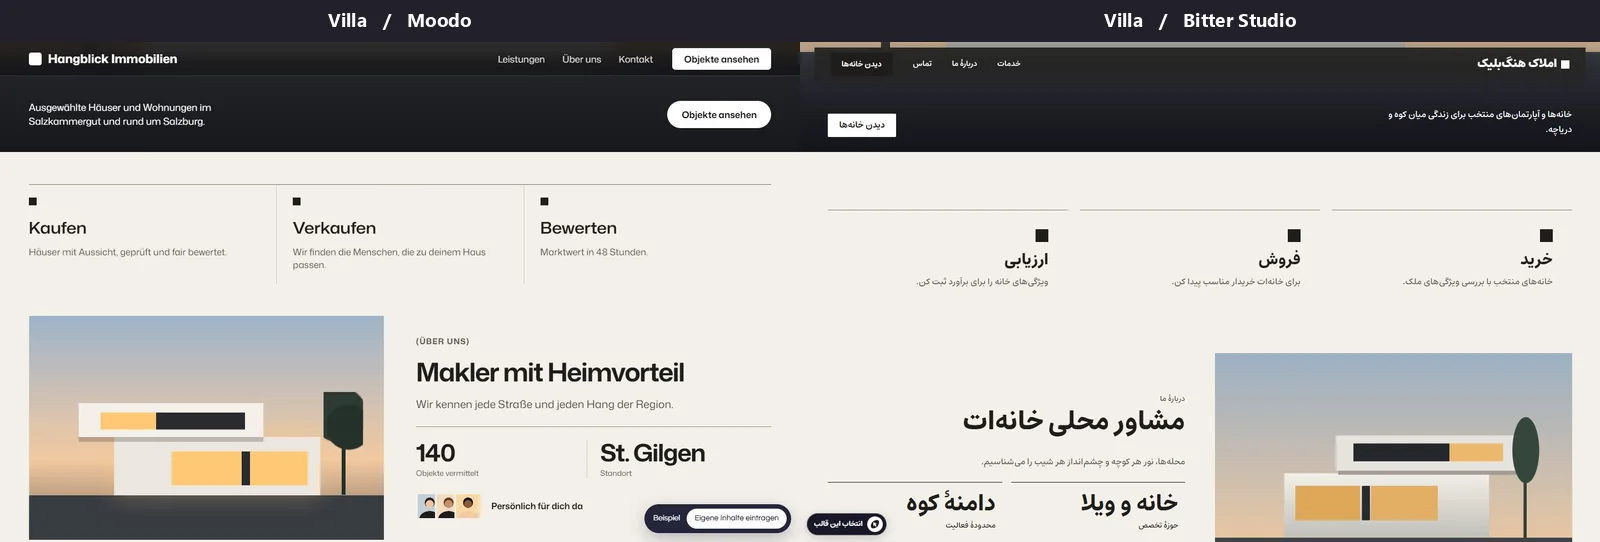 Villa / Moodo
Hangblick Immobilien
Leistungen
Über uns
Kontakt
Objekte ansehen
Ausgewählte Häuser und Wohnungen im
Salzkammergut und rund um Salzburg.
Objekte ansehen
Kaufen
Häuser mit Aussicht, geprüft und fair bewertet.
Verkaufen
Wir finden die Menschen, die zu deinem Haus
passen.
Bewerten
Marktwert in 48 Stunden.
(ÜBER UNS)
Makler mit Heimvorteil
Wir kennen jede Straße und jeden Hang der Region.
140
Objekte vermittelt
St. Gilgen
Standort
Persönlich für dich da
Beispiel
Eigene Inhalte eintragen
Villa / Bitter Studio
املاک هنگ‌بلیک
خدمات
دربارهٔ ما
تماس
دیدن خانه‌ها
خانه‌ها و آپارتمان‌های منتخب برای زندگی میان کوه و
دریاچه.
دیدن خانه‌ها
خرید
خانه‌های منتخب با بررسی ویژگی‌های ملک.
فروش
برای خانه‌ات خریدار مناسب پیدا کن.
ارزیابی
ویژگی‌های خانه را برای برآورد ثبت کن.
دربارهٔ ما
مشاور محلی خانه‌ات
محله‌ها، نور هر کوچه و چشم‌انداز هر شیب را می‌شناسیم.
خانه و ویلا
حوزهٔ تخصص
دامنهٔ کوه
محدودهٔ فعالیت
انتخاب این قالب